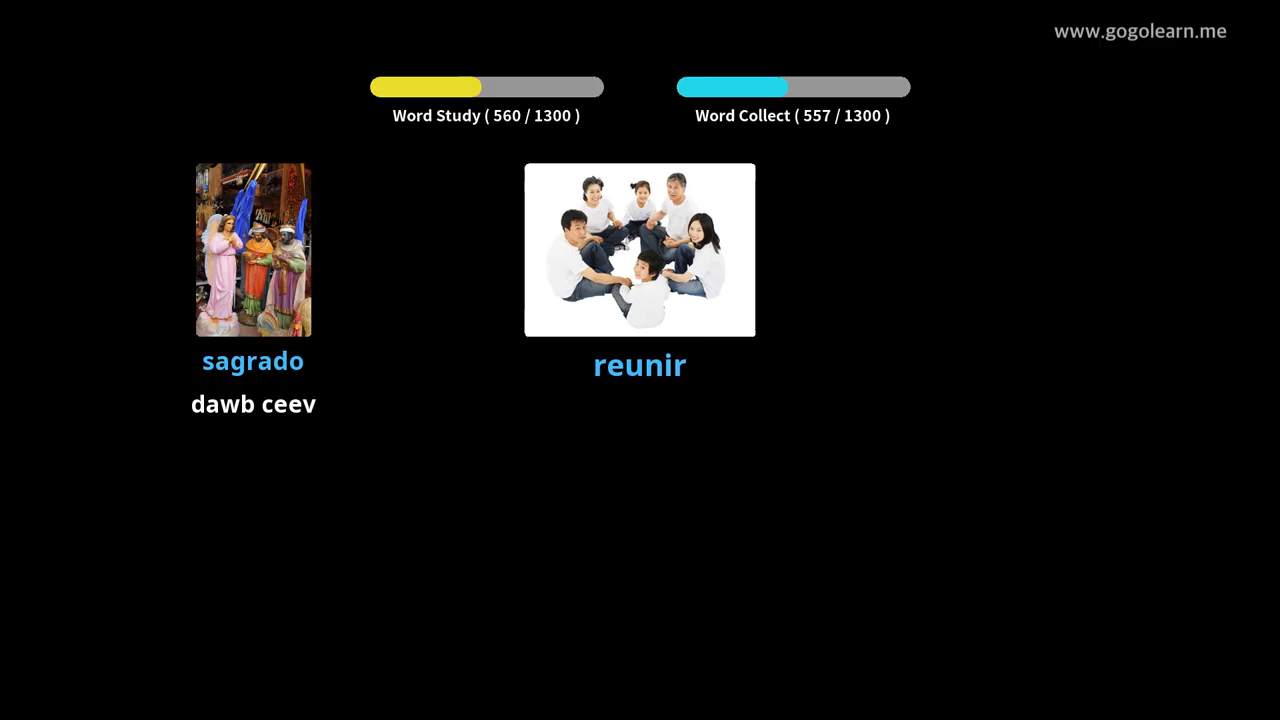 www.gogolearn.me
Word Study ( 560 / 1300 )
Word Collect ( 557 / 1300 )
sagrado
dawb ceev
reunir